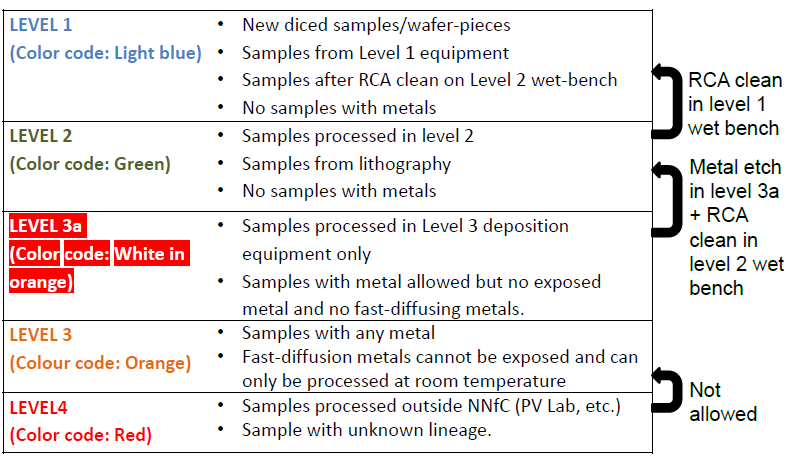 LEVEL 1
(Color code: Light blue)
• New diced samples/wafer-pieces
• Samples from Level 1 equipment
• Samples after RCA clean on Level 2 wet-bench
• No samples with metals
RCA clean
in level 1
wet bench
LEVEL 2
(Color code: Green)
• Samples processed in level 2
• Samples from lithography
• No samples with metals
Metal etch
in level 3a
+ RCA
clean in
level 2 wet
bench
LEVEL 3a
(Color code: White in
orange)
• Samples processed in Level 3 deposition
equipment only
• Samples with metal allowed but no exposed
metal and no fast-diffusing metals.
LEVEL 3
(Colour code: Orange)
• Samples with any metal
• Fast-diffusion metals cannot be exposed and can
only be processed at room temperature
Not
allowed
LEVEL4
(Color code: Red)
• Samples processed outside NNfC (PV Lab, etc.)
• Sample with unknown lineage.